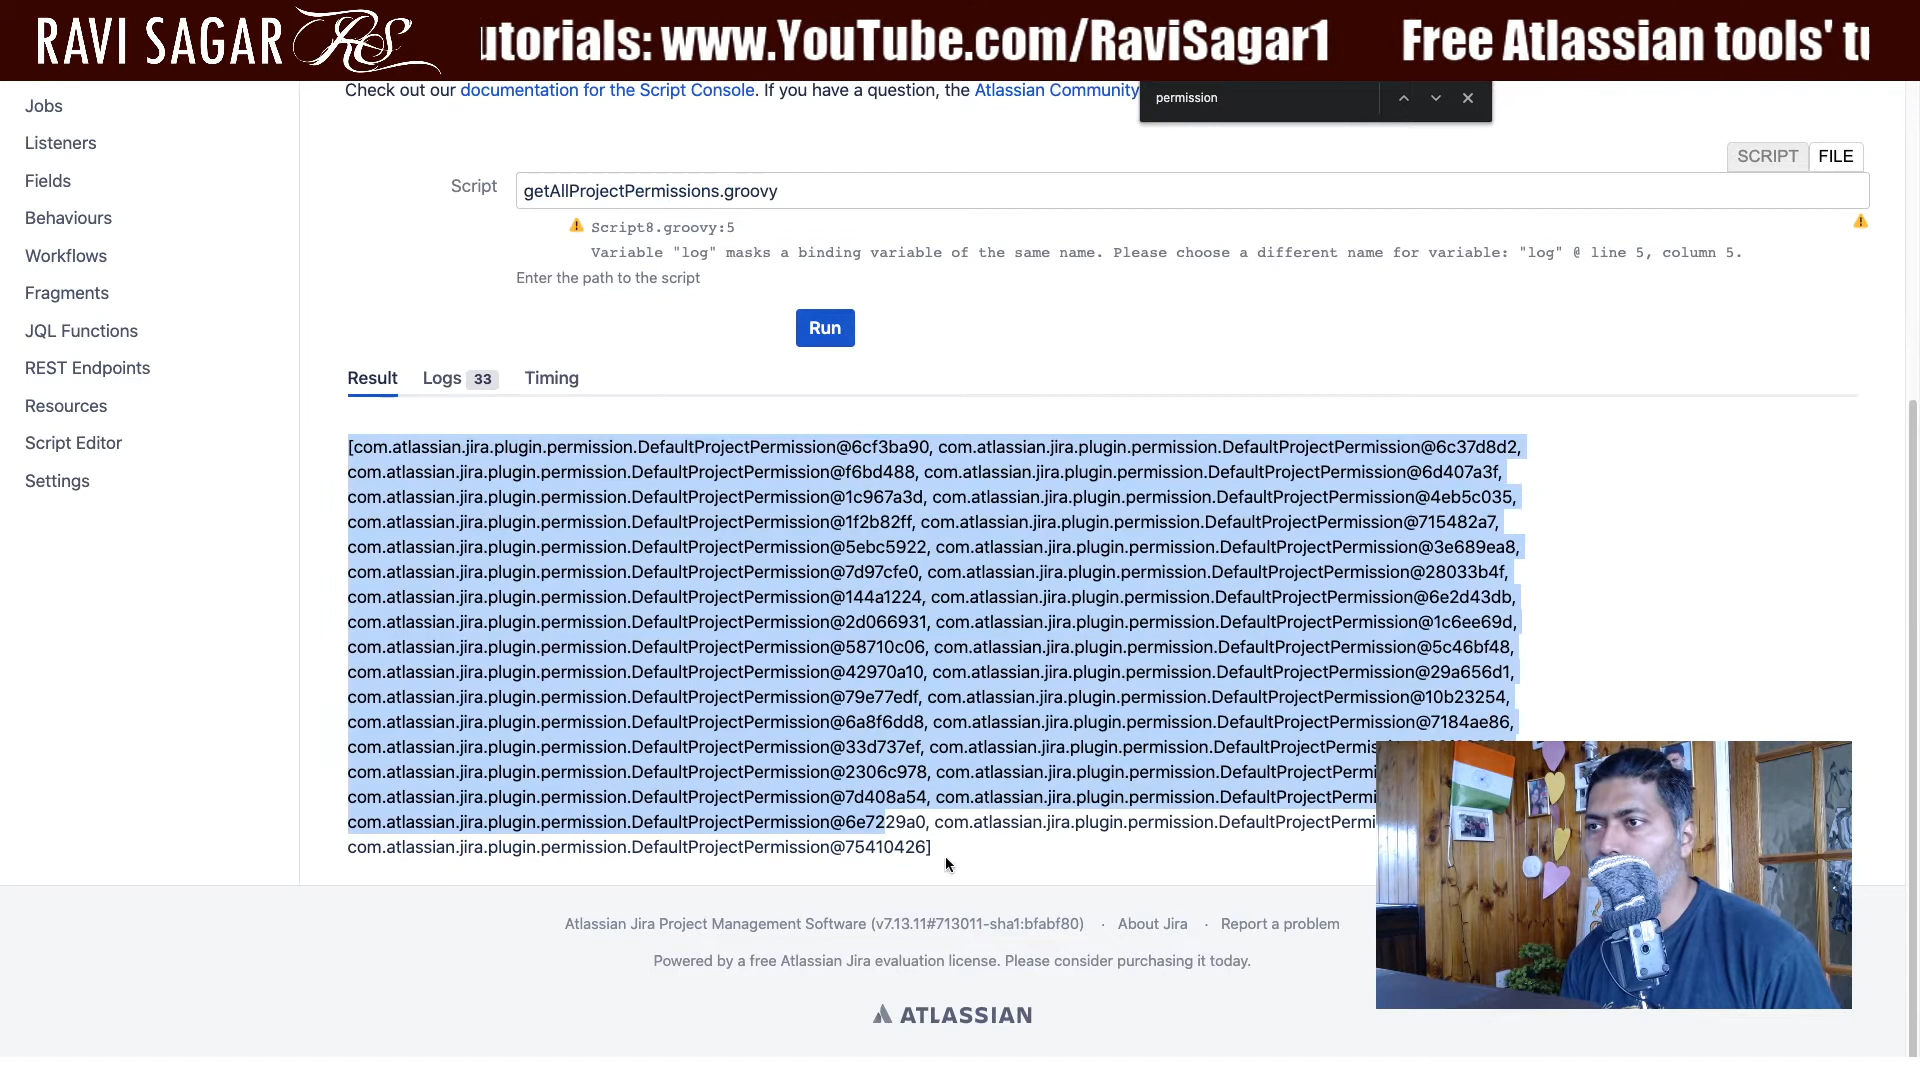 RAVI SAGAR
utorials: www.YouTube.com/RaviSagar1 Free Atlassian tools' tu
Check out our documentation for the Script Console. If you have a question, the Atlassian Community
permission
Jobs
Listeners
Fields
Behaviours
Workflows
Fragments
JQL Functions
REST Endpoints
Resources
Script Editor
Settings
SCRIPT FILE
Script getAllProjectPermissions.groovy
Script8.groovy:5
Variable "log" masks a binding variable of the same name. Please choose a different name for variable: "log" @ line 5, column 5.
Enter the path to the script
Run
Result Logs 33 Timing
[com.atlassian.jira.plugin.permission.DefaultProjectPermission@6cf3ba90, com.atlassian.jira.plugin.permission.DefaultProjectPermission@6c37d8d2,
com.atlassian.jira.plugin.permission.DefaultProjectPermission@f6bd488, com.atlassian.jira.plugin.permission.DefaultProjectPermission@6d407a3f,
com.atlassian.jira.plugin.permission.DefaultProjectPermission@1c967a3d, com.atlassian.jira.plugin.permission.DefaultProjectPermission@4eb5c035,
com.atlassian.jira.plugin.permission.DefaultProjectPermission@1f2b82ff, com.atlassian.jira.plugin.permission.DefaultProjectPermission@715482a7,
com.atlassian.jira.plugin.permission.DefaultProjectPermission@5ebc5922, com.atlassian.jira.plugin.permission.DefaultProjectPermission@3e689ea8,
com.atlassian.jira.plugin.permission.DefaultProjectPermission@7d97cfe0, com.atlassian.jira.plugin.permission.DefaultProjectPermission@28033b4f,
com.atlassian.jira.plugin.permission.DefaultProjectPermission@144a1224, com.atlassian.jira.plugin.permission.DefaultProjectPermission@6e2d43db,
com.atlassian.jira.plugin.permission.DefaultProjectPermission@2d066931, com.atlassian.jira.plugin.permission.DefaultProjectPermission@1c6ee69d,
com.atlassian.jira.plugin.permission.DefaultProjectPermission@58710c06, com.atlassian.jira.plugin.permission.DefaultProjectPermission@5c46bf48,
com.atlassian.jira.plugin.permission.DefaultProjectPermission@42970a10, com.atlassian.jira.plugin.permission.DefaultProjectPermission@29a656d1,
com.atlassian.jira.plugin.permission.DefaultProjectPermission@79e77edf, com.atlassian.jira.plugin.permission.DefaultProjectPermission@10b23254,
com.atlassian.jira.plugin.permission.DefaultProjectPermission@6a8f6dd8, com.atlassian.jira.plugin.permission.DefaultProjectPermission@7184ae86,
com.atlassian.jira.plugin.permission.DefaultProjectPermission@33d737ef, com.atlassian.jira.plugin.permission.DefaultProjectPermis
com.atlassian.jira.plugin.permission.DefaultProjectPermission@2306c978, com.atlassian.jira.plugin.permission.DefaultProjectPermi
com.atlassian.jira.plugin.permission.DefaultProjectPermission@7d408a54, com.atlassian.jira.plugin.permission.DefaultProjectPermi
com.atlassian.jira.plugin.permission.DefaultProjectPermission@6e7229a0, com.atlassian.jira.plugin.permission.DefaultProjectPermi
com.atlassian.jira.plugin.permission.DefaultProjectPermission@75410426]
Atlassian Jira Project Management Software (v7.13.11#713011-sha1:bfabf80) · About Jira · Report a problem
Powered by a free Atlassian Jira evaluation license. Please consider purchasing it today.
ATLASSIAN